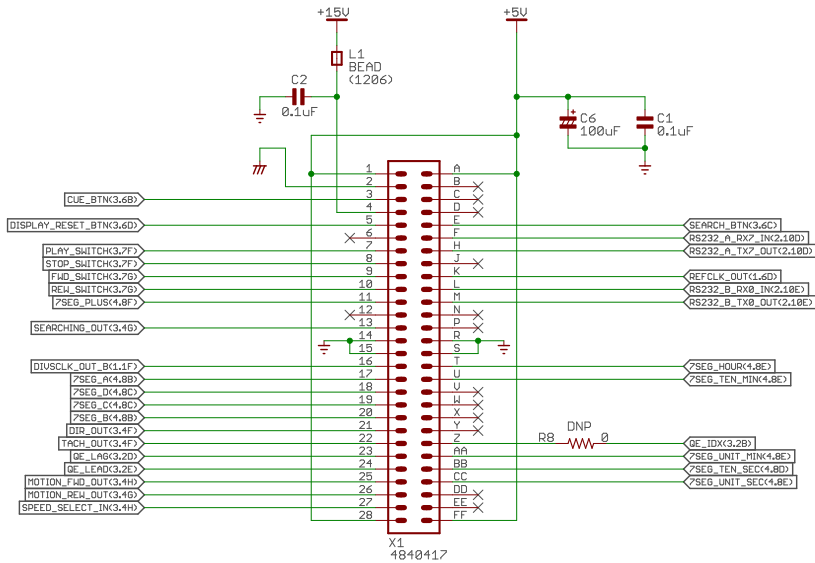 +15V
+5V
L1
BEAD
(1206)
C2
0.1uF
C6
100uF
C1
0.1uF
1 A
2 B
CUE_BTN(3.6B) 3 C
4 D
DISPLAY_RESET_BTN(3.6D) 5 E SEARCH_BTN(3.6C)
6 F RS232_A_RX7_IN(2.10D)
PLAY_SWITCH(3.7F) 7 H RS232_A_TX7_OUT(2.10D)
STOP_SWITCH(3.7F) 8 J
FWD_SWITCH(3.7G) 9 K REFCLK_OUT(1.6D)
REW_SWITCH(3.7G) 10 L RS232_B_RX0_IN(2.10E)
7SEG_PLUS(4.8F) 11 M RS232_B_TX0_OUT(2.10E)
12 N
SEARCHING_OUT(3.4G) 13 P
14 R
15 S
DIVSCLK_OUT_B(1.1F) 16 T 7SEG_HOUR(4.8E)
7SEG_A(4.8B) 17 U 7SEG_TEN_MIN(4.8E)
7SEG_D(4.8C) 18 V
7SEG_C(4.8C) 19 W
7SEG_B(4.8B) 20 X
DIR_OUT(3.4F) 21 Y
DNP
TACH_OUT(3.4F) 22 Z R8 0 QE_IDX(3.2B)
QE_LAG(3.2D) 23 AA 7SEG_UNIT_MIN(4.8E)
QE_LEAD(3.2E) 24 BB 7SEG_TEN_SEC(4.8D)
MOTION_FWD_OUT(3.4H) 25 CC 7SEG_UNIT_SEC(4.8E)
MOTION_REW_OUT(3.4G) 26 DD
SPEED_SELECT_IN(3.4H) 27 EE
28 FF
X1
4840417